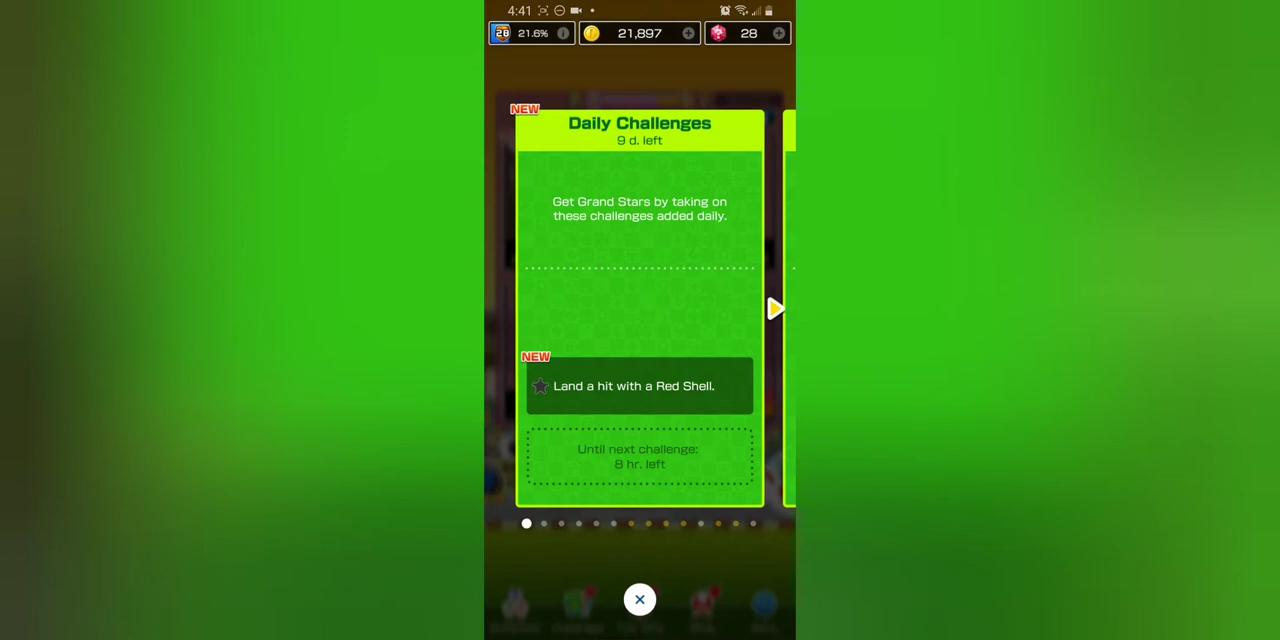 4:41
28 21.6% i 21,897 + 28 +
NEW
Daily Challenges
9 d. left
Get Grand Stars by taking on
these challenges added daily.
NEW
Land a hit with a Red Shell.
Until next challenge:
8 hr. left